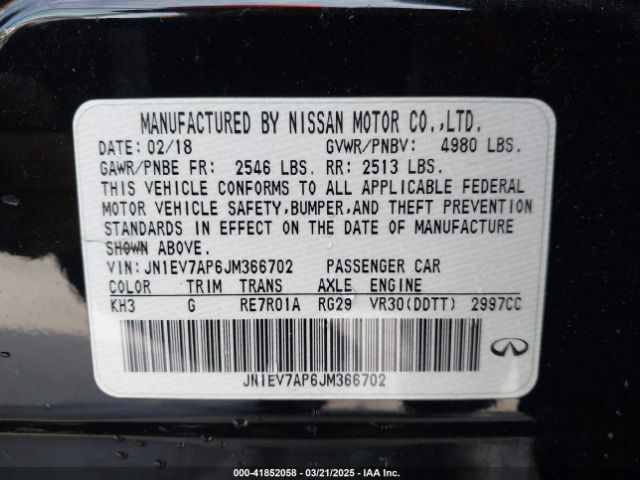 MANUFACTURED BY NISSAN MOTOR CO.,LTD.
DATE: 02/18 GVWR/PNBV: 4980 LBS.
GAWR/PNBE FR: 2546 LBS. RR: 2513 LBS.
THIS VEHICLE CONFORMS TO ALL APPLICABLE FEDERAL
MOTOR VEHICLE SAFETY,BUMPER,AND THEFT PREVENTION
STANDARDS IN EFFECT ON THE DATE OF MANUFACTURE
SHOWN ABOVE.
VIN:JN1EV7AP6JM366702 PASSENGER CAR
COLOR TRIM TRANS AXLE ENGINE
KH3 G RE7R01A RG29 VR30(DDTT) 2997CC
JN1EV7AP6JM366702
000-41852058 - 03/21/2025 - IAA Inc.